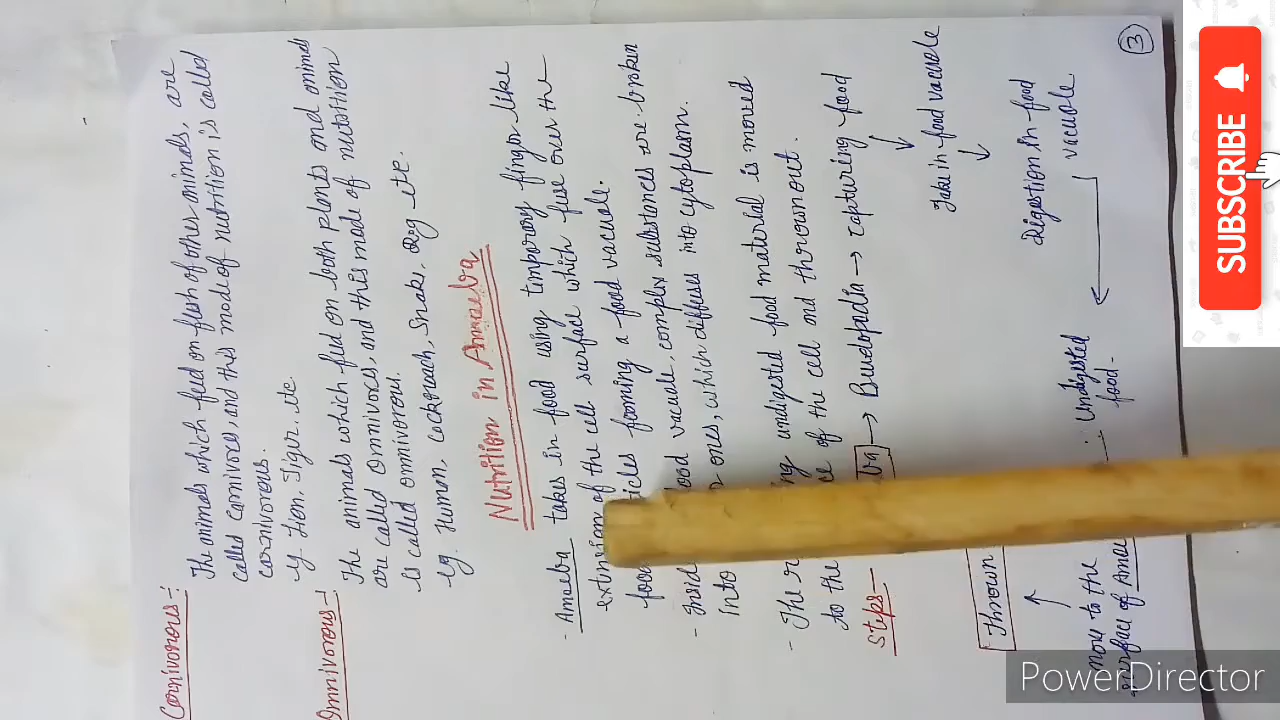 Carnivorous :-
The animals which feed on flesh of other animals, are
called carnivores, and this mode of nutrition is called
carnivorous.
eg Lion, Tiger. etc.
Omnivorous -!
The animals which feed on both plants and animals
are called omnivores, and this mode of nutrition
is called omnivorous.
eg. Human, cockroach, Snake, Dog etc.
Nutrition in Amoeba
- Amoeba takes in food using temporary finger-like
of the cell surface which fuse over the
forming a food vacuole.
food vacuole, complex substances are broken
into ones, which diffuses into cytoplasm.
- The undigested food material is moved
to the of the cell and thrown out.
Steps -
ba → → capturing food
↓
Take in food vacuole
↓
digestion in food
vacuole
Undigested
food.
move to the
surface of
↑
Thrown
3
SUBSCRIBE
PowerDirector